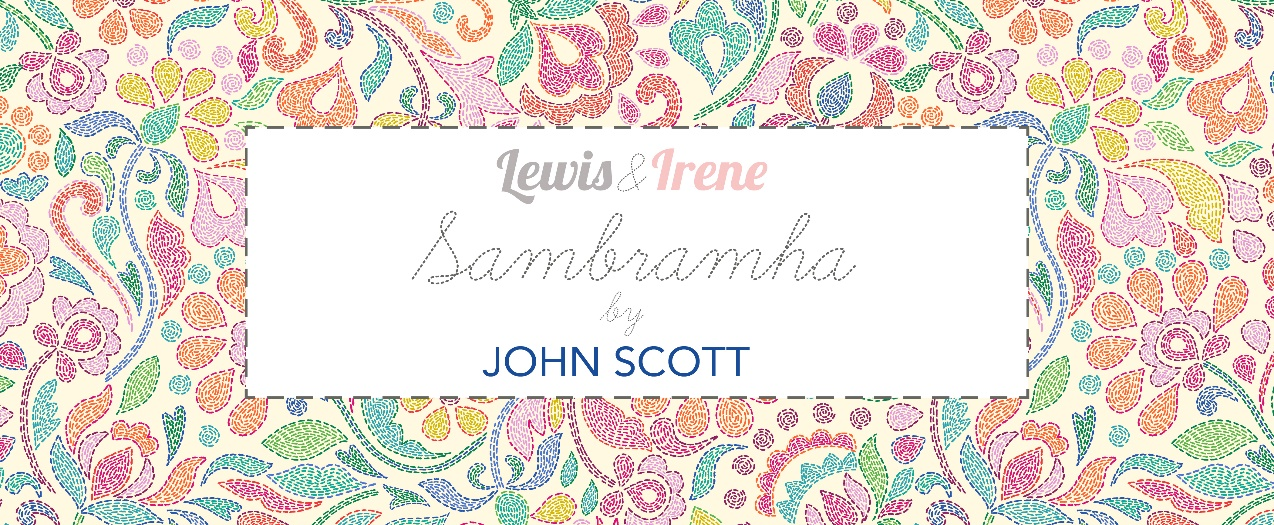 Lewis & Irene
Sambramha
by
JOHN SCOTT